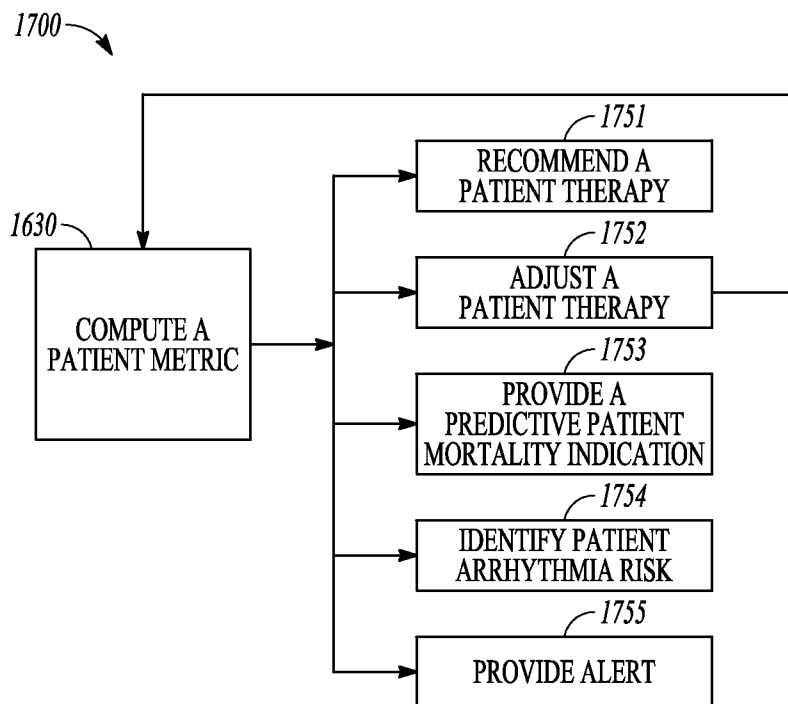 1700
1751
RECOMMEND A
PATIENT THERAPY
1630
1752
COMPUTE A
PATIENT METRIC
ADJUST A
PATIENT THERAPY
1753
PROVIDE A
PREDICTIVE PATIENT
MORTALITY INDICATION
1754
IDENTIFY PATIENT
ARRHYTHMIA RISK
1755
PROVIDE ALERT